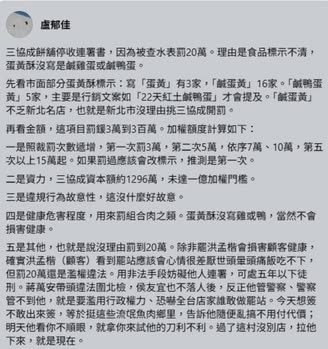 盧郁佳
三協成餅舖停收連署書，因為被查水表罰20萬。理由是食品標示不清，
蛋黃酥沒寫是鹹雞蛋或鹹鴨蛋。
先看市面部分蛋黃酥標示：寫「蛋黃」有3家，「鹹蛋黃」16家。「鹹鴨蛋
黃」5家，主要是行銷文案如「22天紅土鹹鴨蛋」才會提及。「鹹蛋黃」
不乏新北名店，也就是新北市沒理由挑三協成開罰。
再看金額，這項目罰鍰3萬到3百萬。加權額度計算如下：
一是照裁罰次數遞增，第一次罰3萬，第二次5萬，依序7萬、10萬，第五
次以上15萬起。如果罰過應該會改標示，推測是第一次。
二是資力，三協成資本額約1296萬，未達一億加權門檻。
三是違規行為故意性，這沒什麼好故意。
四是健康危害程度，用來罰組合肉之類。蛋黃酥沒寫雞或鴨，當然不會
損害健康。
五是其他，也就是說沒理由罰到20萬。除非罷洪孟楷會損害顧客健康，
確實洪孟楷（顧客）看到罷站應該會心情很差厭世頭暈頭痛飯吃不下，
但罰20萬還是濫權違法。用非法手段妨礙他人連署，可處五年以下徒
刑。蔣萬安帶頭違法圍北檢，侯友宜也不落人後，反正他管警察、警察
管不到他，就是要濫用行政權力、恐嚇全台店家誰敢做罷站。今天想簽
不敢出來簽，等於挺這些流氓魚肉鄉里，告訴他隨便亂搞不用付代價；
明天他看你不順眼，就拿你來試他的刀利不利。過了這村沒別店，拉他
下來，就是現在。